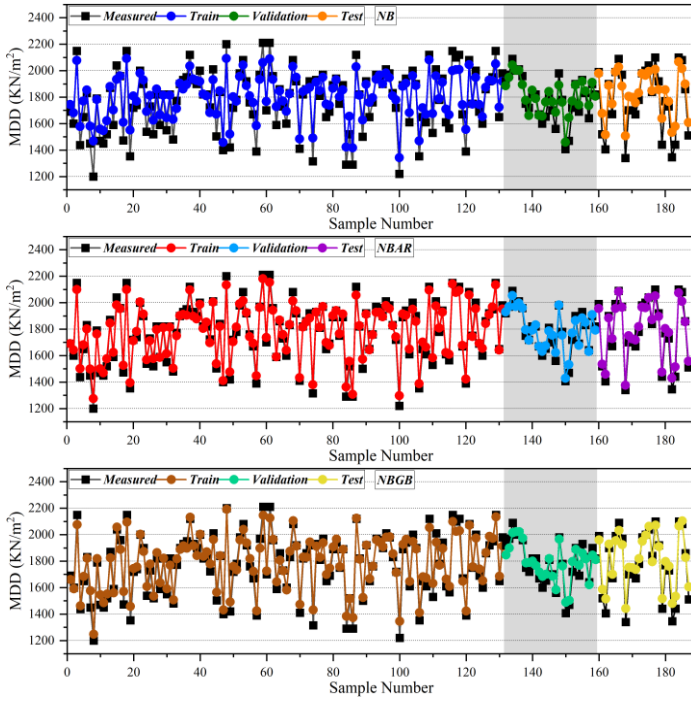 Measured Train Validation Test NB
MDD (KN/m²)
2400
2200
2000
1800
1600
1400
1200
0 20 40 60 80 100 120 140 160 180
Sample Number
Measured Train Validation Test NBAR
MDD (KN/m²)
2400
2200
2000
1800
1600
1400
1200
0 20 40 60 80 100 120 140 160 180
Sample Number
Measured Train Validation Test NBGB
MDD (KN/m²)
2400
2200
2000
1800
1600
1400
1200
0 20 40 60 80 100 120 140 160 180
Sample Number